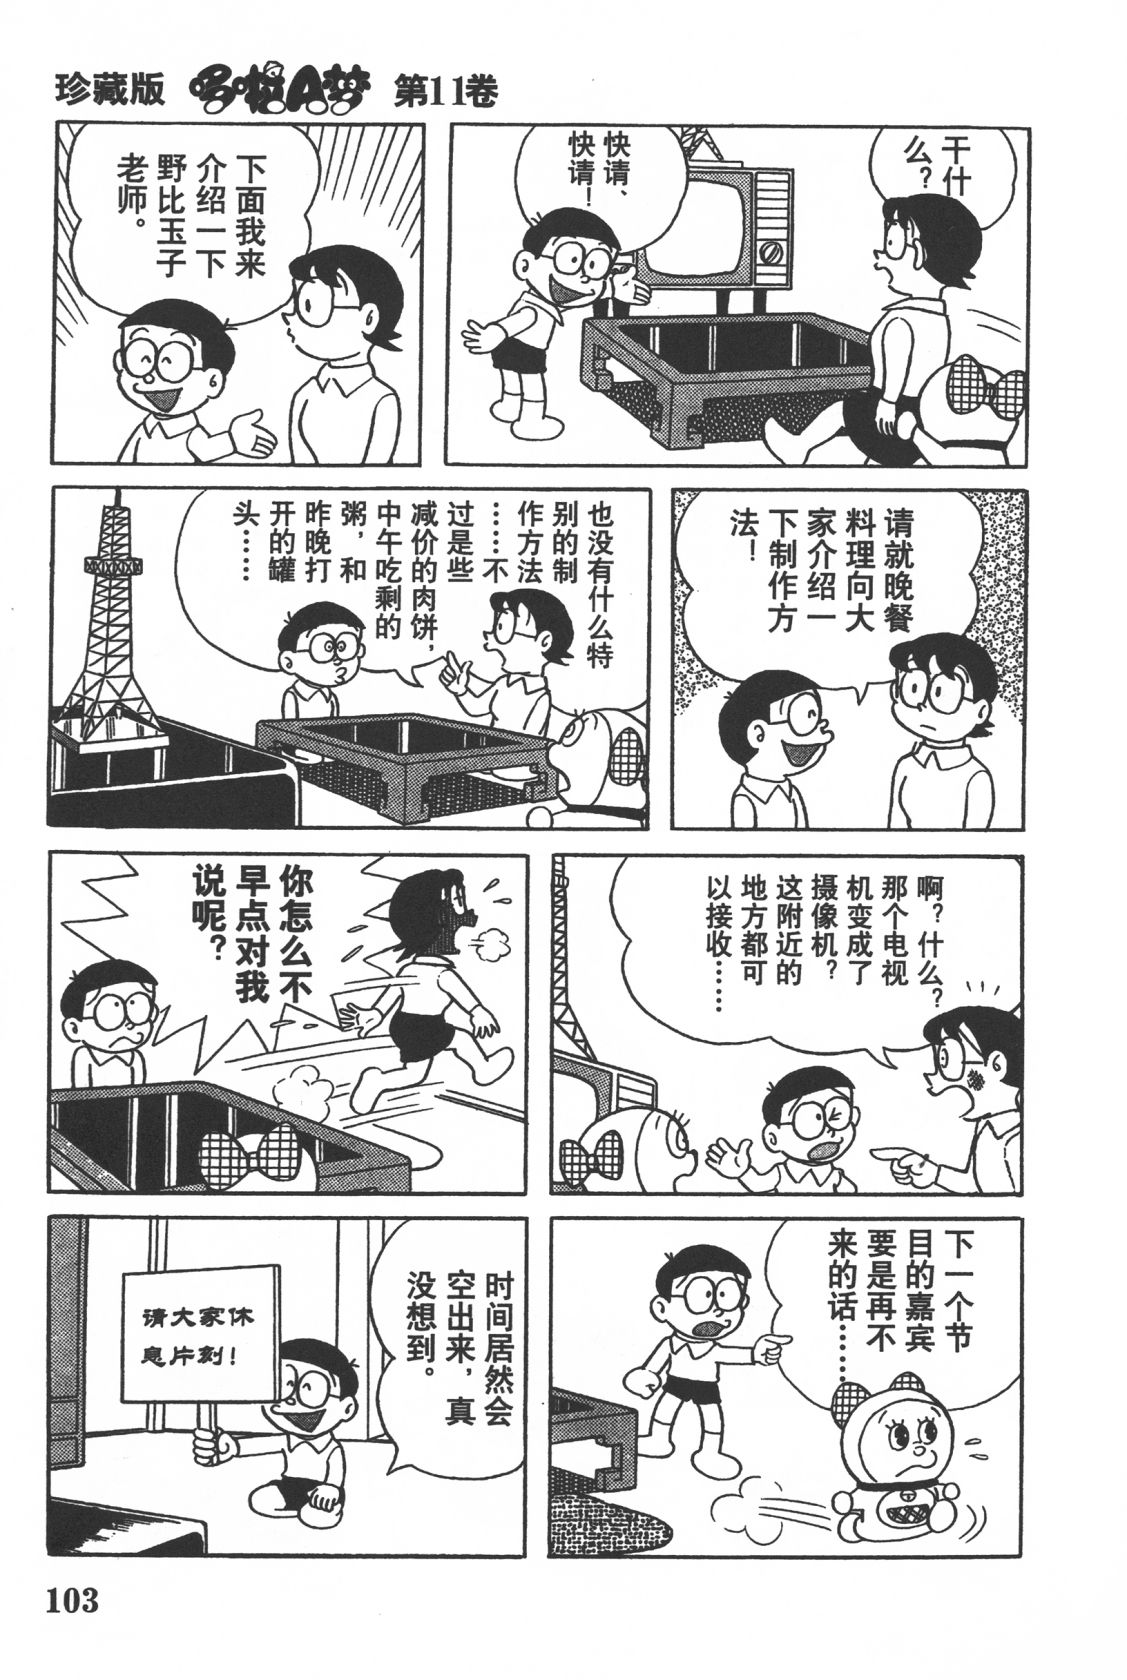 珍藏版 哆啦A梦 第11卷
干什
么？
快请、
快请！
下面我来
介绍一下
野比玉子
老师。
请就晚餐
料理向大
家介绍一
下制作方
法！
也没有什么特
别的制
作方法
……不
过是些
减价的肉饼，
中午吃剩的
粥，和
昨晚打
开的罐
头……
啊？什么？
那个电视
机变成了
摄像机？
这附近的
地方都可
以接收……
你怎么不
早点对我
说呢？
下一个节
目的嘉宾
要是再不
来的话……
时间居然会
空出来，真
没想到。
请大家休
息片刻！
103